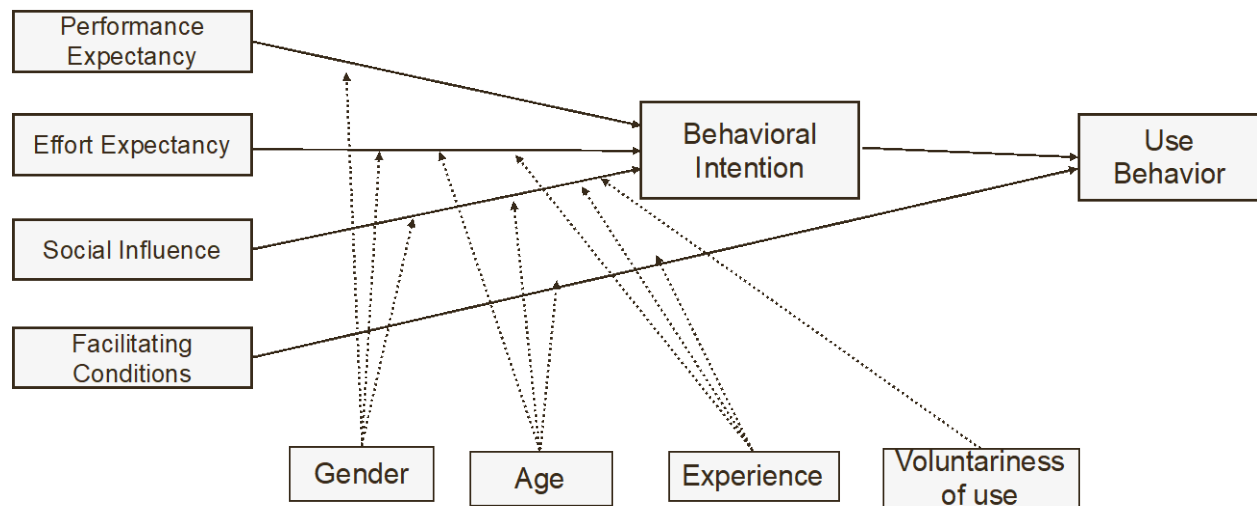 Performance
Expectancy
Effort Expectancy
Social Influence
Facilitating
Conditions
Behavioral
Intention
Use
Behavior
Gender
Age
Experience
Voluntariness
of use